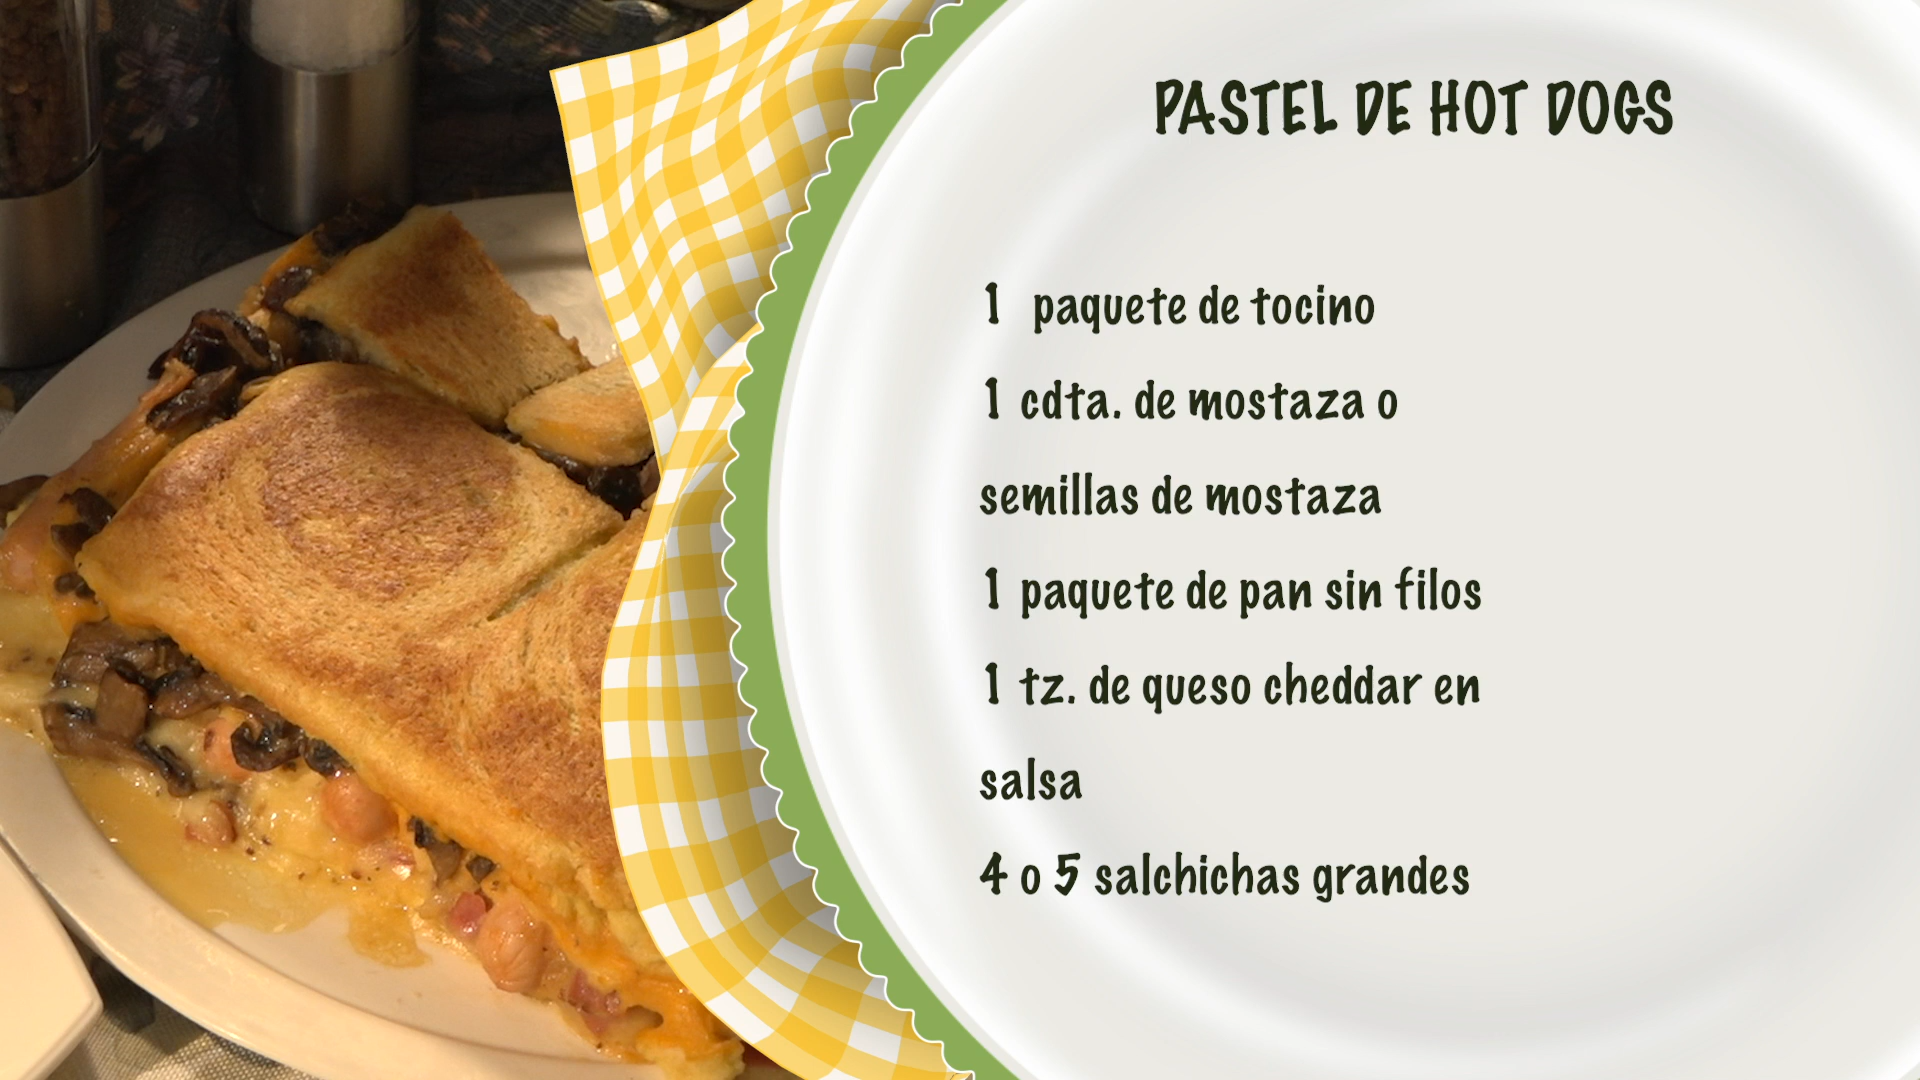 PASTEL DE HOT DOGS
1 paquete de tocino
1 cdta. de mostaza o
semillas de mostaza
1 paquete de pan sin filos
1 tz. de queso cheddar en
salsa
4 o 5 salchichas grandes